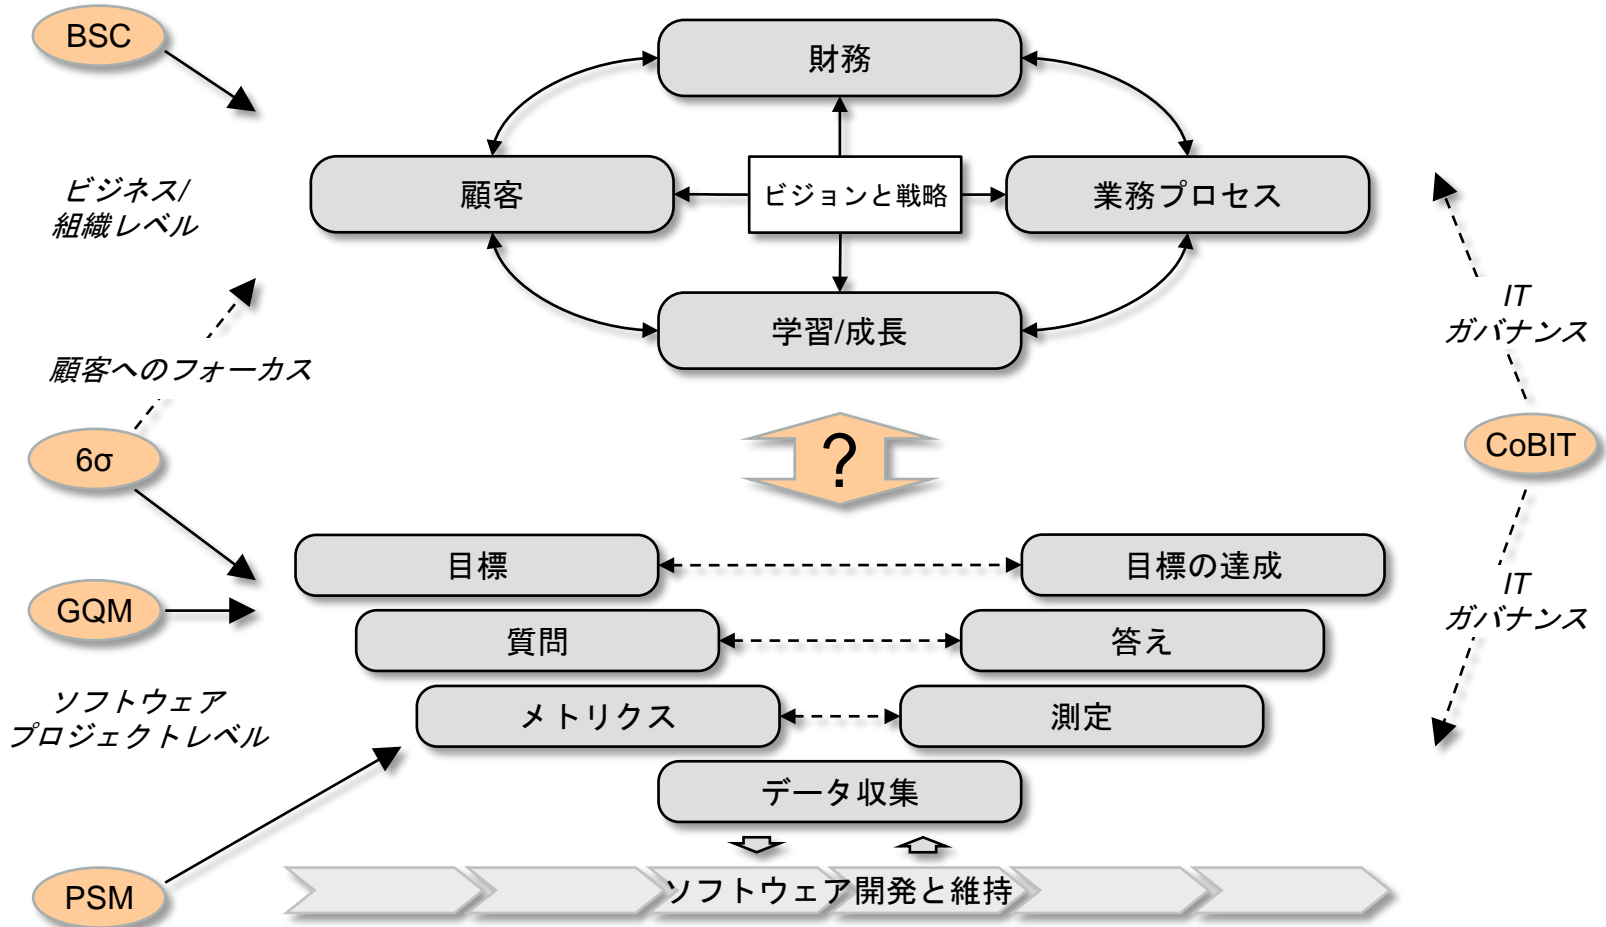 BSC
財務
ビジネス/
組織レベル
顧客
ビジョンと戦略
業務プロセス
学習/成長
IT
ガバナンス
顧客へのフォーカス
6σ
?
CoBIT
目標
目標の達成
GQM
質問
答え
IT
ガバナンス
ソフトウェア
プロジェクトレベル
メトリクス
測定
データ収集
PSM
ソフトウェア開発と維持